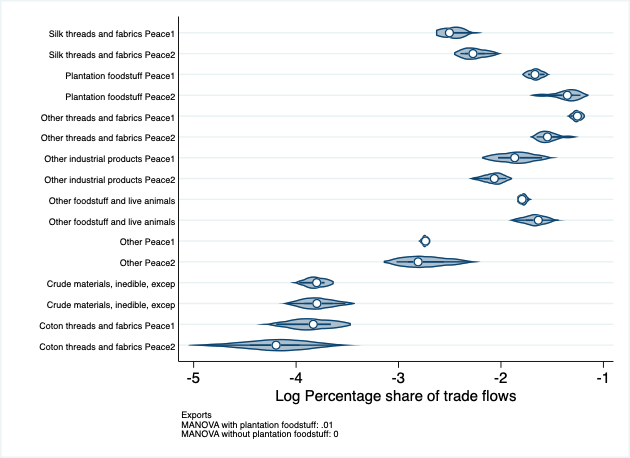 Silk threads and fabrics Peace1
Silk threads and fabrics Peace2
Plantation foodstuff Peace1
Plantation foodstuff Peace2
Other threads and fabrics Peace1
Other threads and fabrics Peace2
Other industrial products Peace1
Other industrial products Peace2
Other foodstuff and live animals
Other foodstuff and live animals
Other Peace1
Other Peace2
Crude materials, inedible, excep
Crude materials, inedible, excep
Coton threads and fabrics Peace1
Coton threads and fabrics Peace2
-5 -4 -3 -2 -1
Log Percentage share of trade flows
Exports
MANOVA with plantation foodstuff: .01
MANOVA without plantation foodstuff: 0